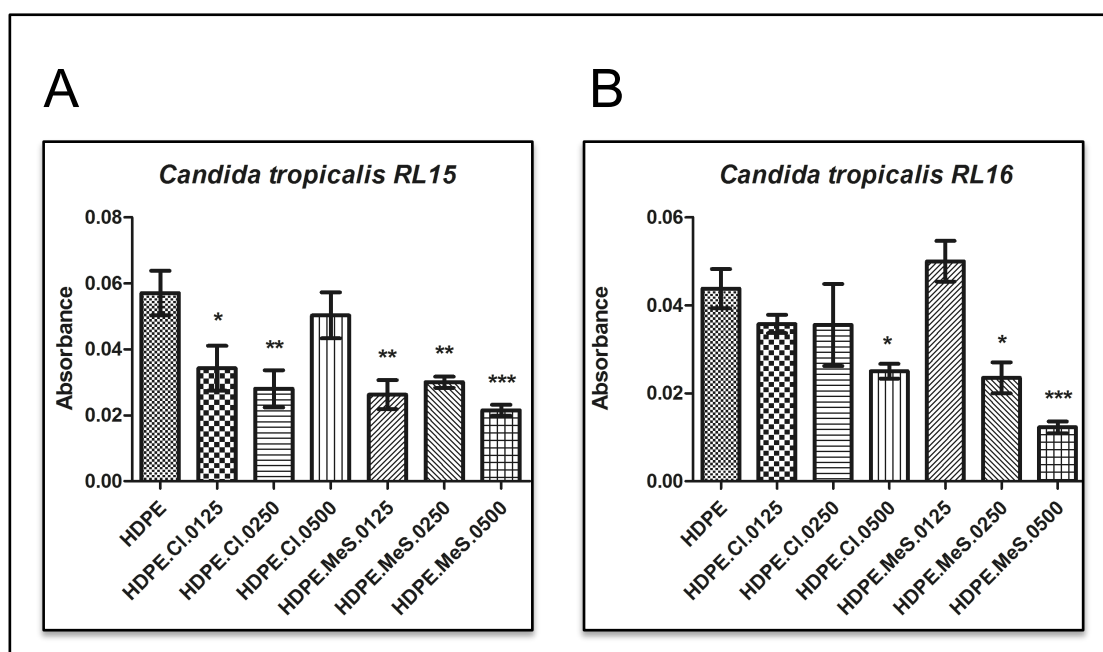 A
B
Candida tropicalis RL15
Absorbance
0.08
0.06
0.04
0.02
0.00
*
**
**
**
***
HDPE
HDPE.Cl.0125
HDPE.Cl.0250
HDPE.Cl.0500
HDPE.MeS.0125
HDPE.MeS.0250
HDPE.MeS.0500
Candida tropicalis RL16
Absorbance
0.06
0.04
0.02
0.00
*
*
***
HDPE
HDPE.Cl.0125
HDPE.Cl.0250
HDPE.Cl.0500
HDPE.MeS.0125
HDPE.MeS.0250
HDPE.MeS.0500